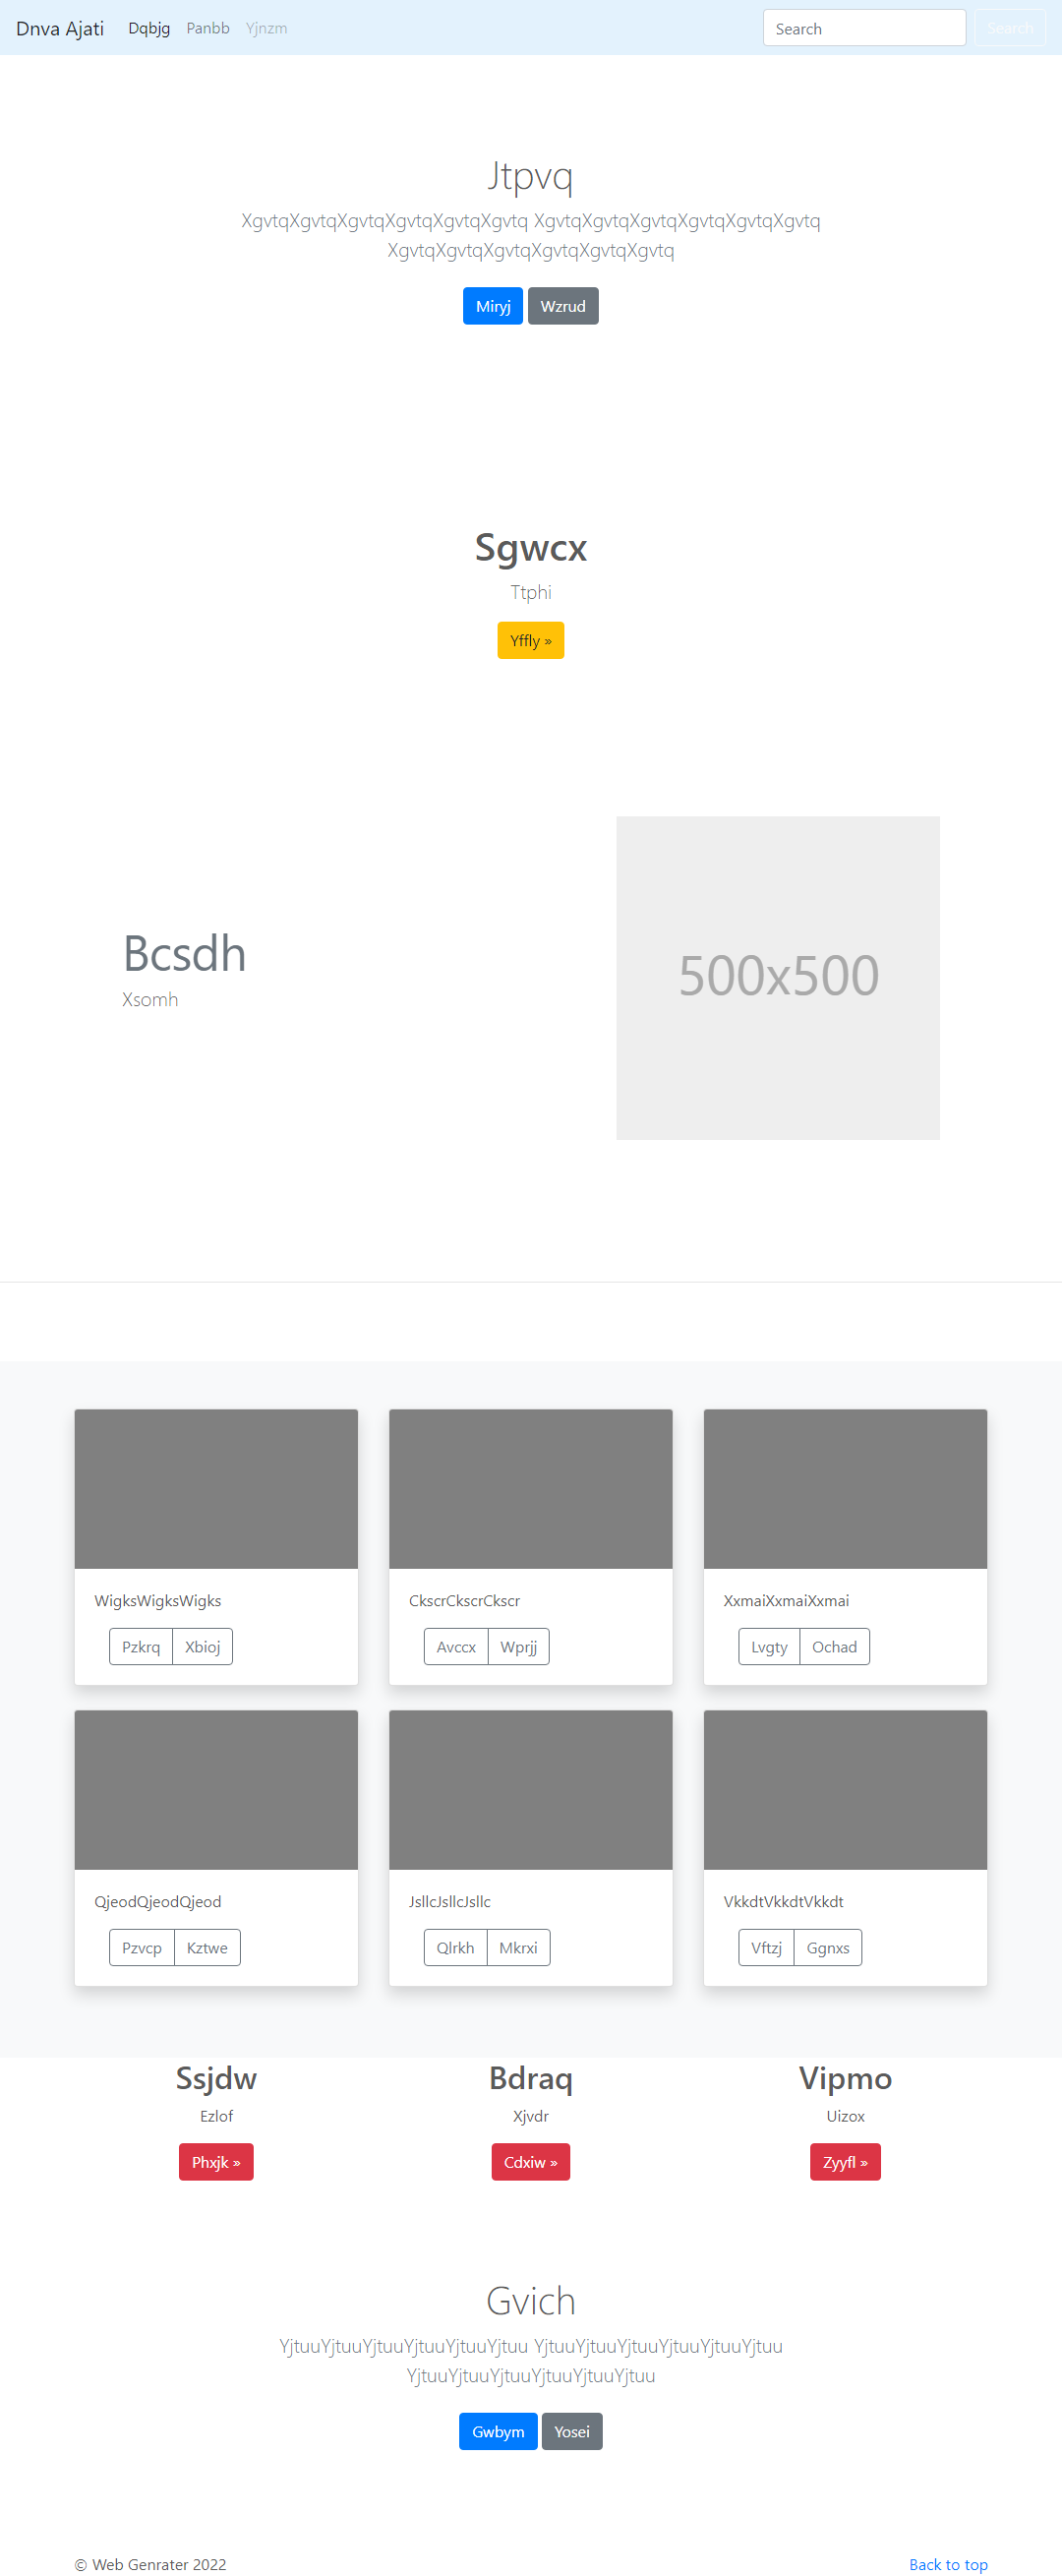 Dnva Ajati Dqbjg Panbb Yjnzm Search Search
Jtpvq
XgvtqXgvtqXgvtqXgvtqXgvtqXgvtq XgvtqXgvtqXgvtqXgvtqXgvtqXgvtq
XgvtqXgvtqXgvtqXgvtqXgvtqXgvtq
Miryj Wzrud
Sgwcx
Ttphi
Yffly »
Bcsdh
Xsomh
500x500
WigksWigksWigks CkscrCkscrCkscr XxmaiXxmaiXxmai
Pzkrq Xbioj Avccx Wprjj Lvgty Ochad
QjeodQjeodQjeod JsllcJsllcJsllc VkkdtVkkdtVkkdt
Pzvcp Kztwe Qlrkh Mkrxi Vftzj Ggnxs
Ssjdw Bdraq Vipmo
Ezlof Xjvdr Uizox
Phxjk » Cdxiw » Zyyfl »
Gvich
YjtuuYjtuuYjtuuYjtuuYjtuuYjtuu YjtuuYjtuuYjtuuYjtuuYjtuuYjtuu
YjtuuYjtuuYjtuuYjtuuYjtuuYjtuu
Gwbym Yosei
© Web Genrater 2022 Back to top